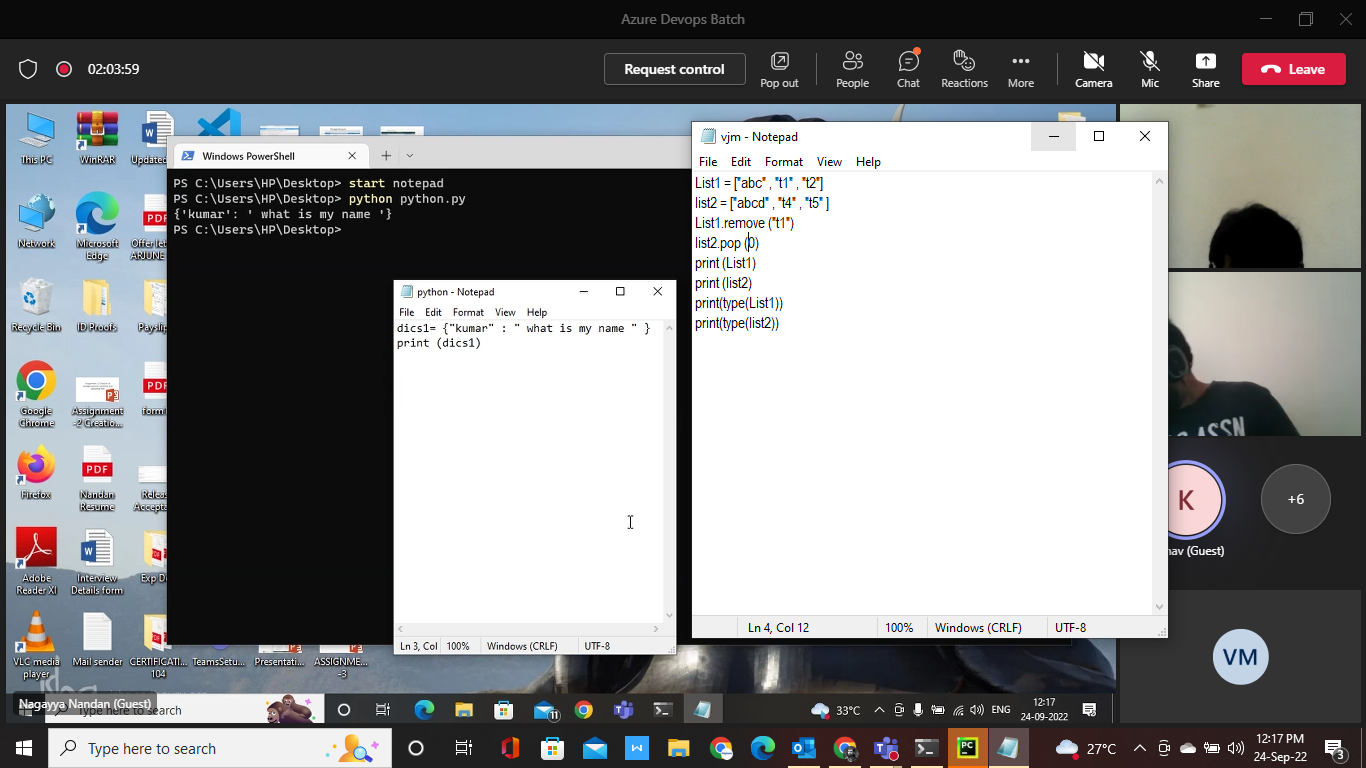 Azure Devops Batch
02:03:59
Request control
Pop out
People
Chat
Reactions
More
Camera
Mic
Share
Leave
This PC
WinRAR
Updated
Network
Microsoft
Edge
PDF
Offer let
ARJUNE
Recycle Bin
ID Proofs
Payslip
Google
Chrome
Assignment
-2 Creatio...
PDF
form
Firefox
PDF
Nandan
Resume
Relea
Accepta
Adobe
Reader XI
Interview
Details form
Exp D
VLC media
player
Mail sender
CERTIFICATI...
104
TeamsSetu...
Presentati...
ASSIGNME...
-3
Windows PowerShell
PS C:\Users\HP\Desktop> start notepad
PS C:\Users\HP\Desktop> python python.py
{'kumar': ' what is my name '}
PS C:\Users\HP\Desktop>
python - Notepad
File Edit Format View Help
dics1= {"kumar" : " what is my name " }
print (dics1)
Ln 3, Col 100% Windows (CRLF) UTF-8
vjm - Notepad
File Edit Format View Help
List1 = ["abc" , "t1" , "t2"]
list2 = ["abcd" , "t4" , "t5" ]
List1.remove ("t1")
list2.pop (0)
print (List1)
print (list2)
print(type(List1))
print(type(list2))
Ln 4, Col 12 100% Windows (CRLF) UTF-8
ASSN
K
+6
nav (Guest)
VM
Nagayya Nandan (Guest)
Type here to search
11
33°C
ENG
12:17
24-09-2022
Type here to search
W
PC
27°C
12:17 PM
24-Sep-22
3